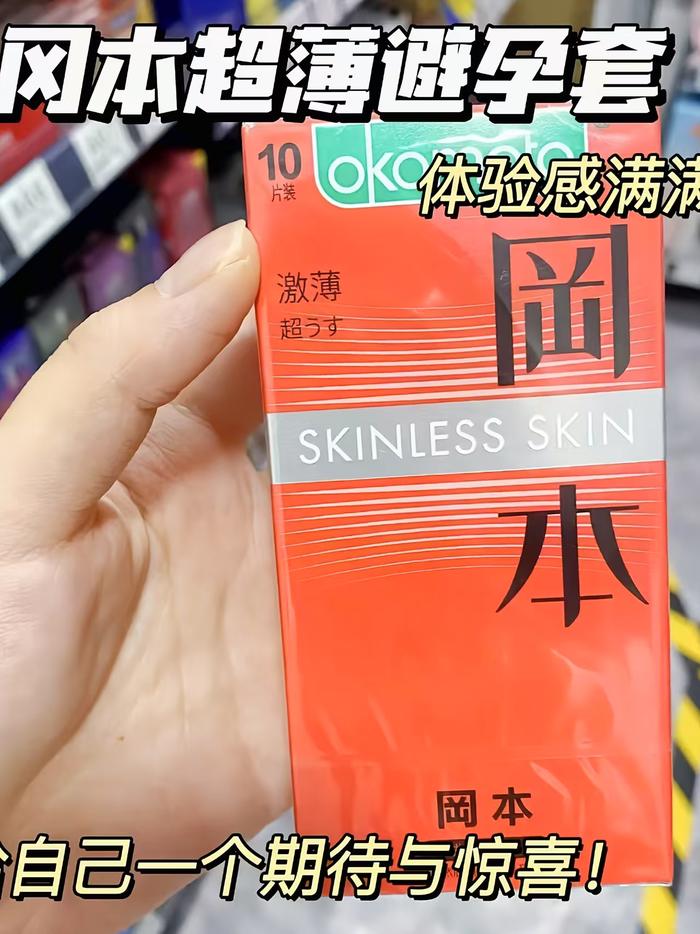 冈本超薄避孕套
10
片装
okamoto
体验感满满
激薄
超うす
岡
SKINLESS SKIN
本
岡本
自己一个期待与惊喜!